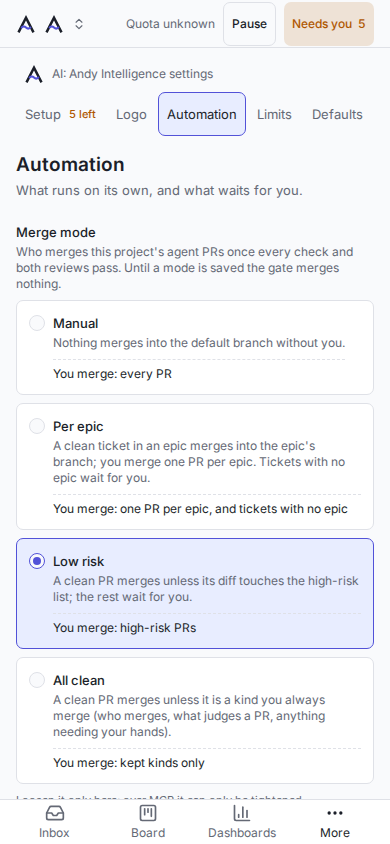 Quota unknown
Pause
Needs you 5
AI: Andy Intelligence settings
Setup 5 left
Logo
Automation
Limits
Defaults
Automation
What runs on its own, and what waits for you.
Merge mode
Who merges this project's agent PRs once every check and
both reviews pass. Until a mode is saved the gate merges
nothing.
Manual
Nothing merges into the default branch without you.
You merge: every PR
Per epic
A clean ticket in an epic merges into the epic's
branch; you merge one PR per epic. Tickets with no
epic wait for you.
You merge: one PR per epic, and tickets with no epic
Low risk
A clean PR merges unless its diff touches the high-risk
list; the rest wait for you.
You merge: high-risk PRs
All clean
A clean PR merges unless it is a kind you always
merge (who merges, what judges a PR, anything
needing your hands).
You merge: kept kinds only
Inbox
Board
Dashboards
More